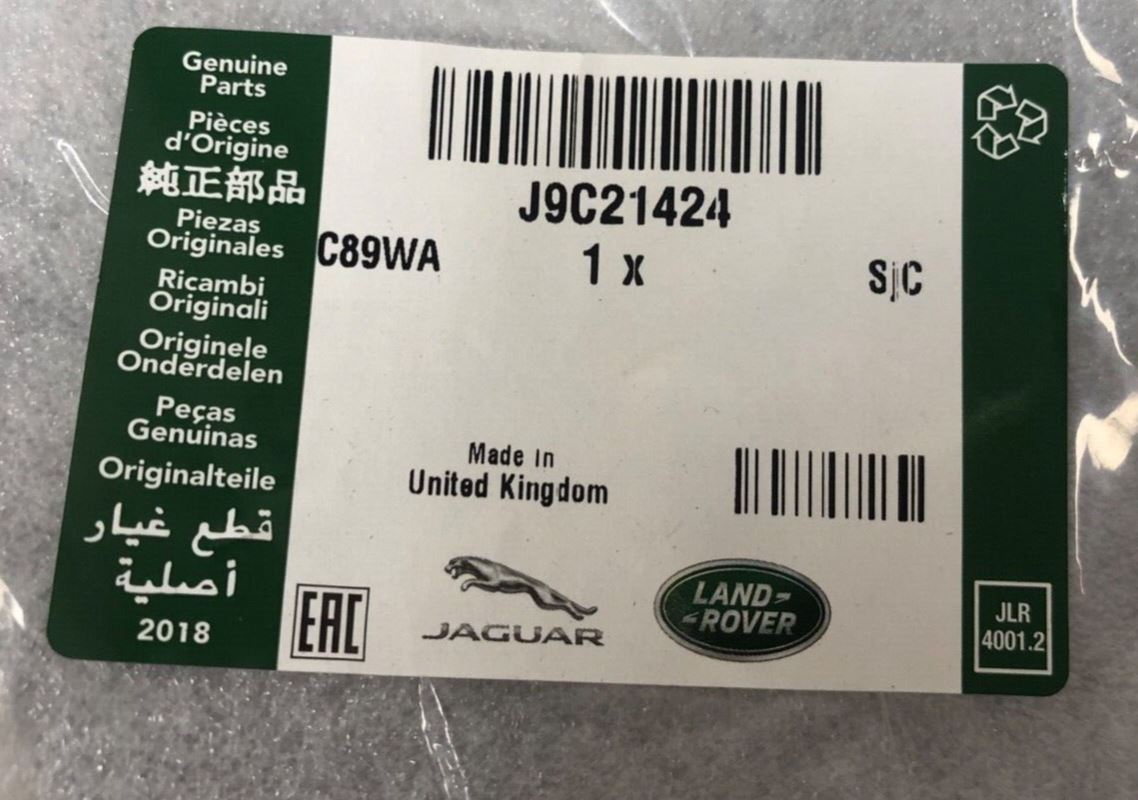 Genuine
Parts
Pièces
d'Origine
純正部品
Piezas
Originales
Ricambi
Originali
Originele
Onderdelen
Peças
Genuinas
Originalteile
قطع غيار
أصلية
2018
J9C21424
C89WA
1 x
SjC
Made in
United Kingdom
EAC
JAGUAR
LAND-
-ROVER
JLR
4001.2